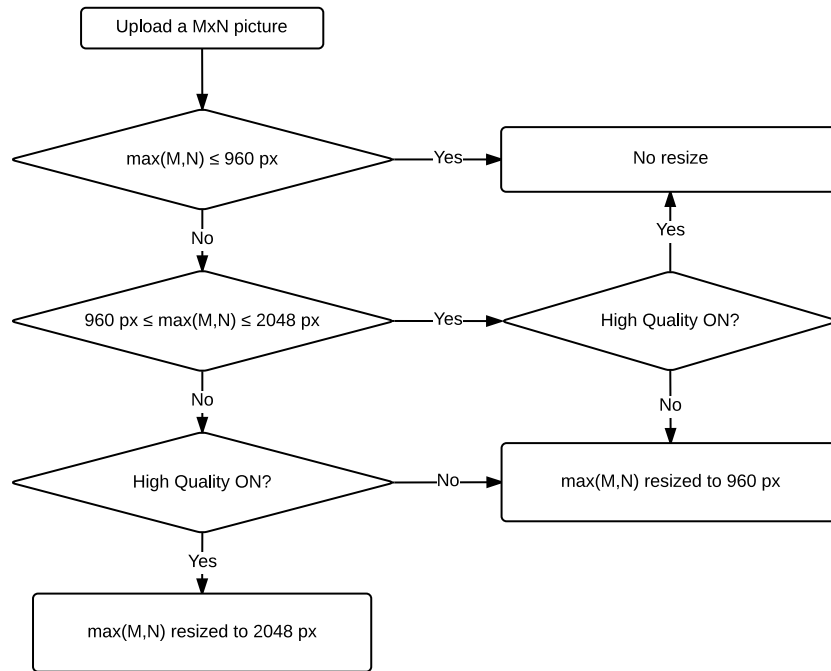 Upload a MxN picture
max(M,N) ≤ 960 px
Yes
No resize
No
Yes
960 px ≤ max(M,N) ≤ 2048 px
Yes
High Quality ON?
No
No
High Quality ON?
No
max(M,N) resized to 960 px
Yes
max(M,N) resized to 2048 px